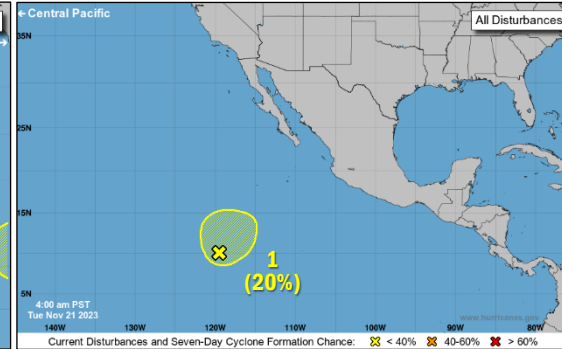 ←Central Pacific
All Disturbances
35N
25N
15N
5N
1
(20%)
4:00 am PST
Tue Nov 21 2023
www.hurricanes.gov
140W 130W 120W 110W 100W 90W 80W
Current Disturbances and Seven-Day Cyclone Formation Chance: < 40% 40-60% > 60%